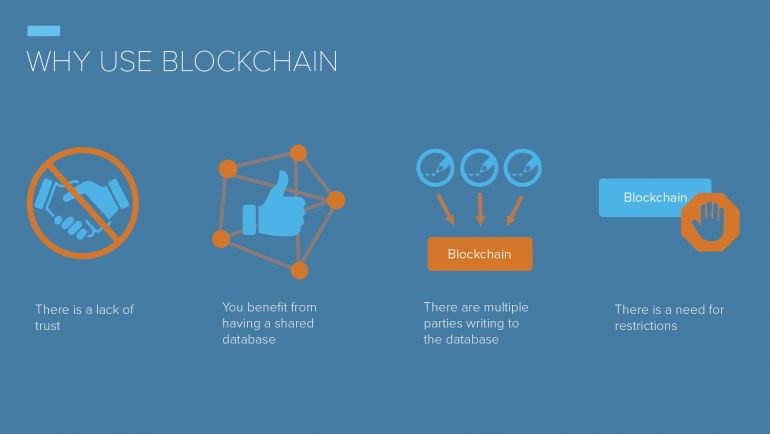 WHY USE BLOCKCHAIN
Blockchain
Blockchain
There is a lack of
trust
You benefit from
having a shared
database
There are multiple
parties writing to
the database
There is a need for
restrictions